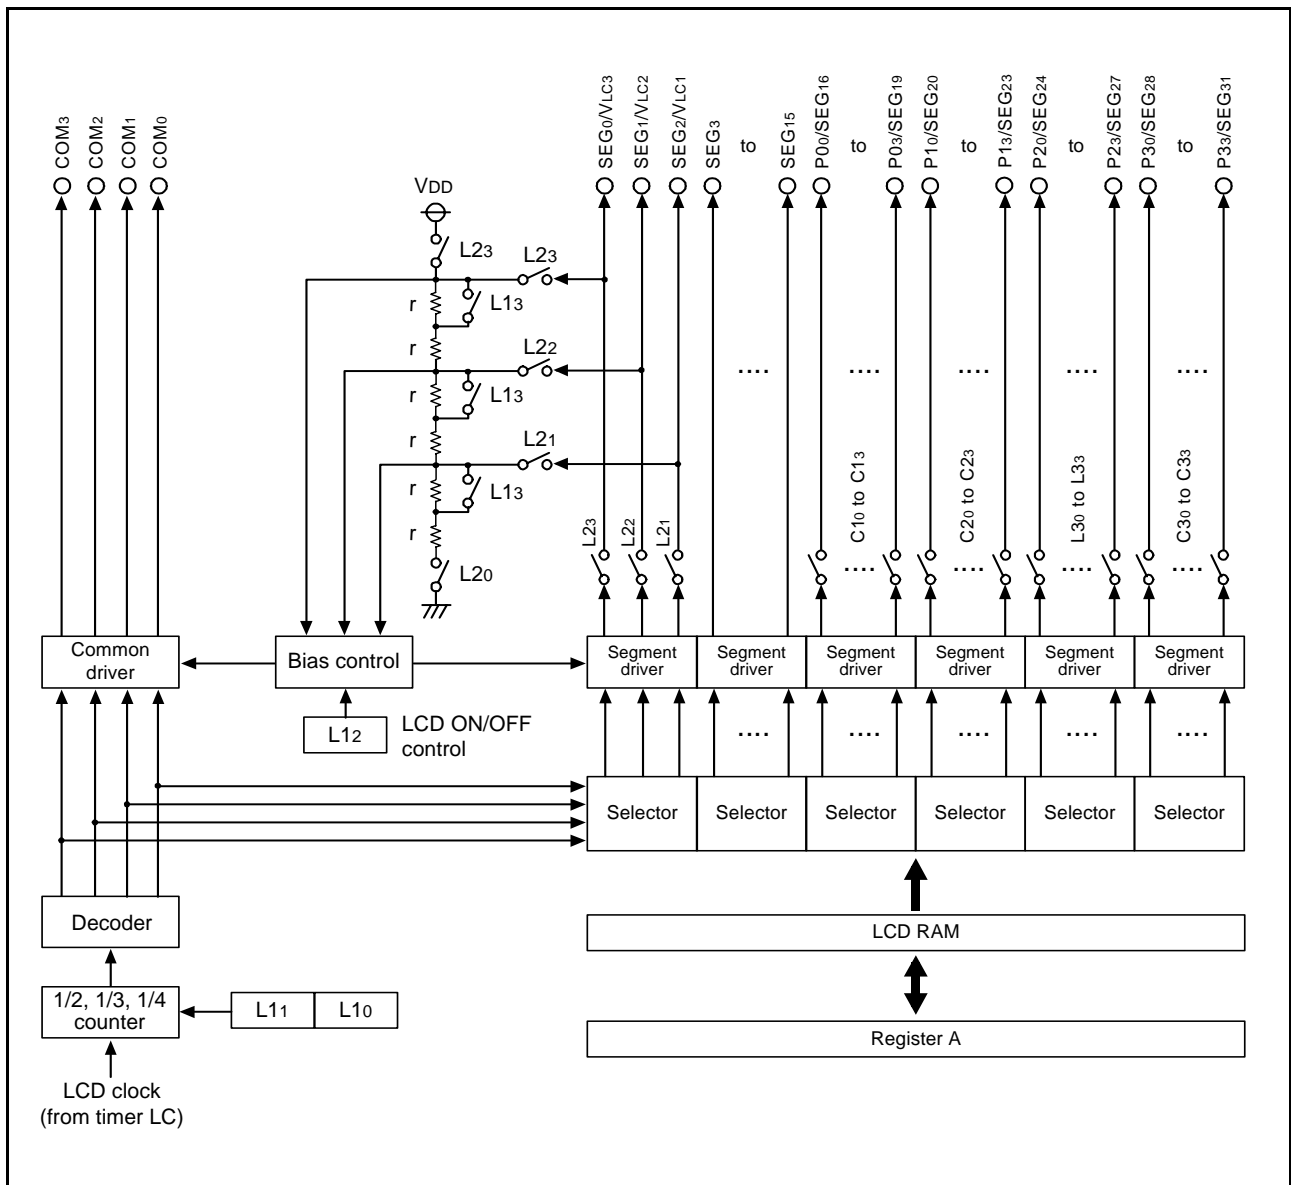 COM3
COM2
COM1
COM0
SEG0/VLC3
SEG1/VLC2
SEG2/VLC1
SEG3
to
SEG15
P00/SEG16
to
P03/SEG19
P10/SEG20
to
P13/SEG23
P20/SEG24
to
P23/SEG27
P30/SEG28
to
P33/SEG31
VDD
L23
L23
r
L13
r
L22
r
L13
r
L21
r
L13
r
L20
....
....
....
....
....
L23
L22
L21
C10 to C13
C20 to C23
L30 to L33
C30 to C33
....
....
....
....
Common
driver
Bias control
Segment
driver
Segment
driver
Segment
driver
Segment
driver
Segment
driver
Segment
driver
L12
LCD ON/OFF
control
....
....
....
....
....
Selector
Selector
Selector
Selector
Selector
Selector
Decoder
LCD RAM
1/2, 1/3, 1/4
counter
L11
L10
Register A
LCD clock
(from timer LC)